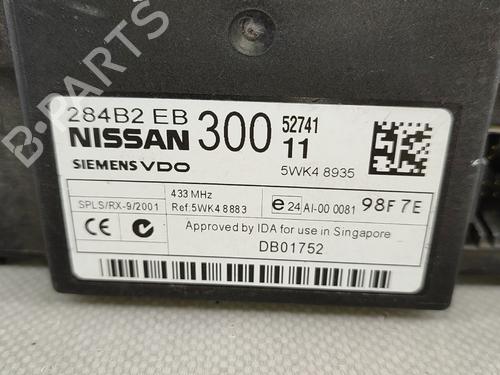 B-PARTS
284B2 EB 300 52741
NISSAN 11
SIEMENS VDO 5WK4 8935
433 MHz
SPLS/RX-9/2001 Ref:5WK4 8883 e 24 AI-00 0081 98F7E
CE Approved by IDA for use in Singapore
DB01752